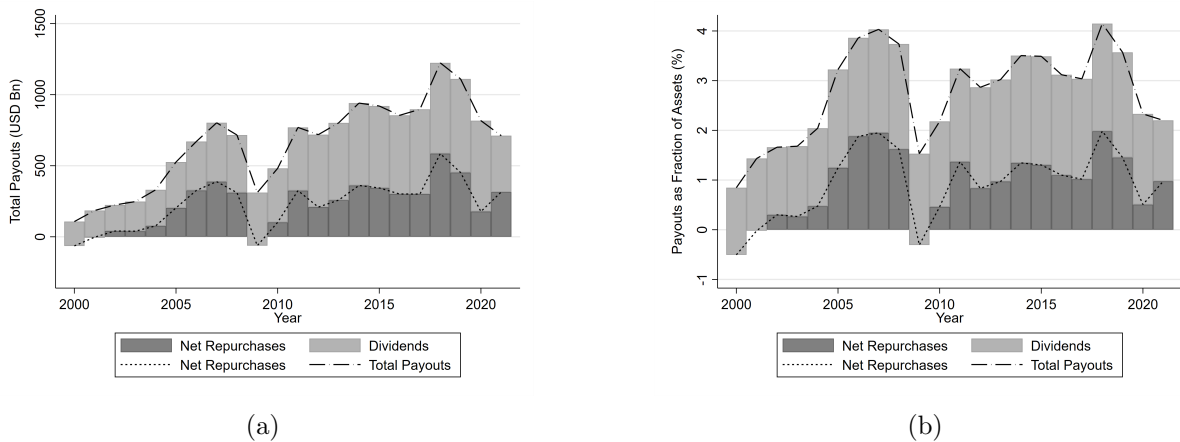 Total Payouts (USD Bn)
1500
1000
500
0
2000 2005 2010 2015 2020
Year
Net Repurchases Dividends
Net Repurchases Total Payouts
(a)
Payouts as Fraction of Assets (%)
4
3
2
1
0
-1
2000 2005 2010 2015 2020
Year
Net Repurchases Dividends
Net Repurchases Total Payouts
(b)